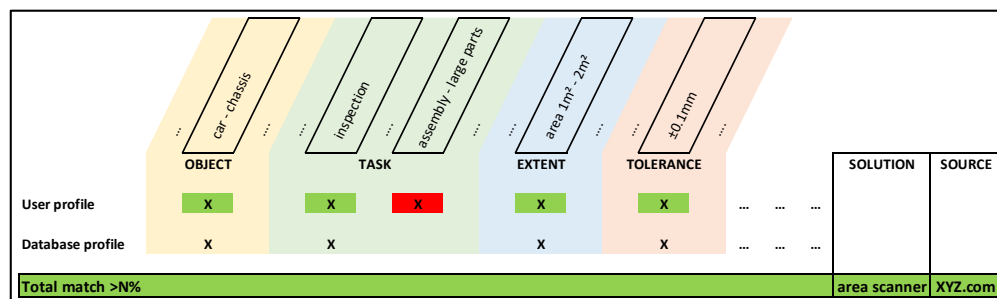 ... car - chassis .... inspection .... assembly - large parts .... area 1m² - 2m² .... ±0.1mm ....
OBJECT TASK EXTENT TOLERANCE SOLUTION SOURCE
User profile X X X X X ... ... ...
Database profile X X X X ... ... ...
Total match >N% area scanner XYZ.com